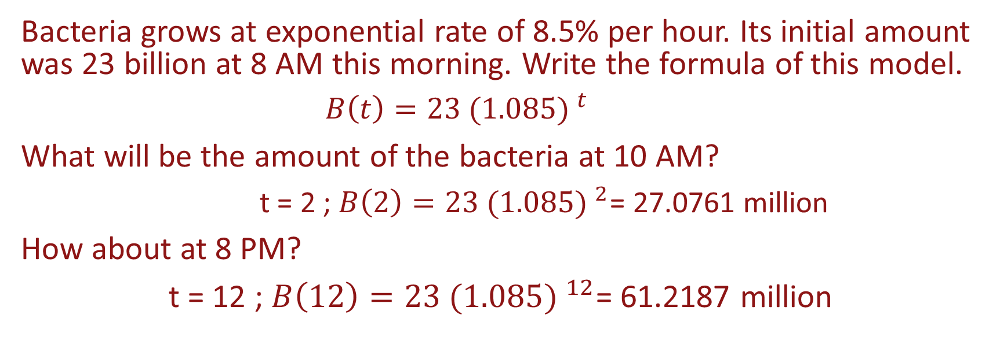 Bacteria grows at exponential rate of 8.5% per hour. Its initial amount
was 23 billion at 8 AM this morning. Write the formula of this model.
B(t) = 23 (1.085) ᵗ
What will be the amount of the bacteria at 10 AM?
t = 2 ; B(2) = 23 (1.085) ²= 27.0761 million
How about at 8 PM?
t = 12 ; B(12) = 23 (1.085) ¹²= 61.2187 million